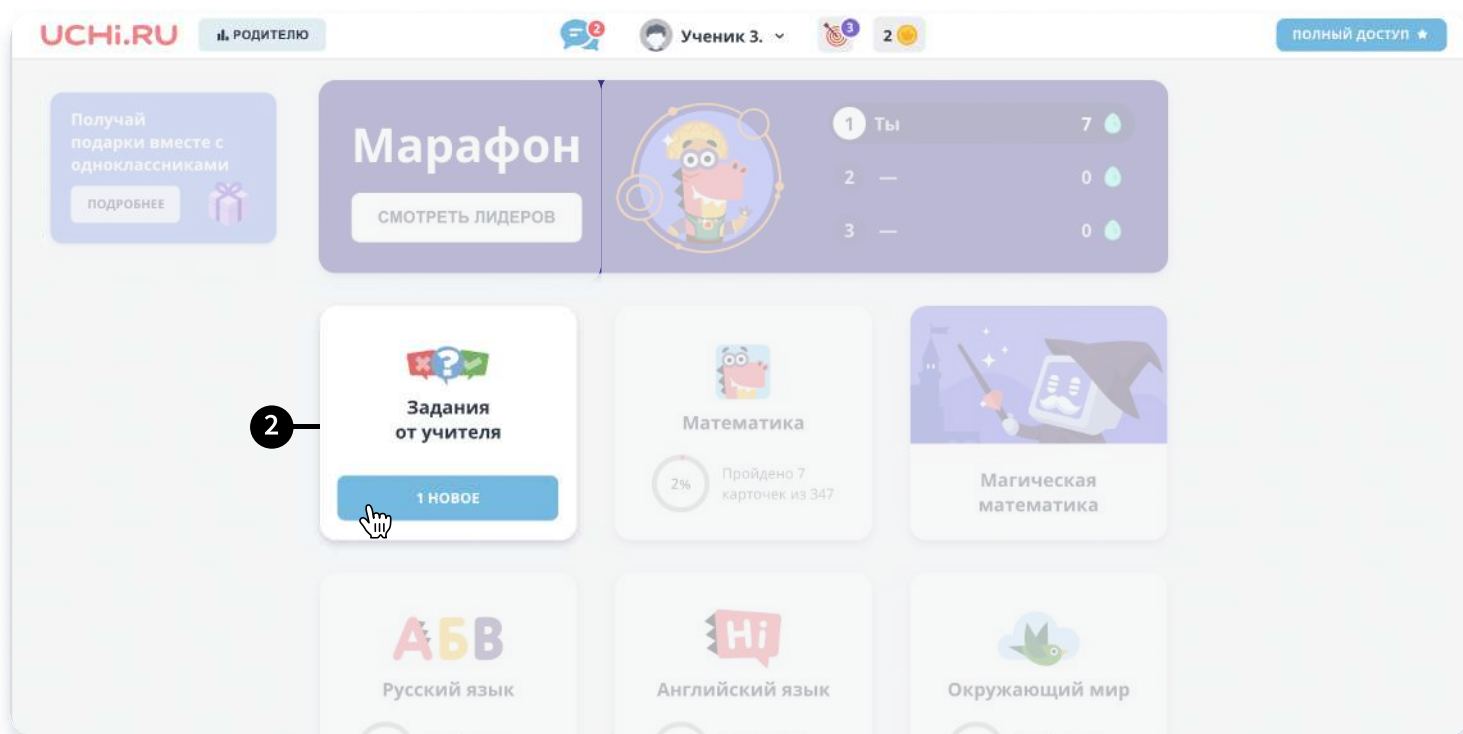 UCHi.RU
РОДИТЕЛЮ
2
Ученик З.
3
2
ПОЛНЫЙ ДОСТУП
Получай
подарки вместе с
одноклассниками
ПОДРОБНЕЕ
Марафон
СМОТРЕТЬ ЛИДЕРОВ
1 Ты 7
2 — 0
3 — 0
2
Задания
от учителя
1 НОВОЕ
Математика
2%
Пройдено 7
карточек из 347
Магическая
математика
АБВ
Русский язык
Hi
Английский язык
Окружающий мир